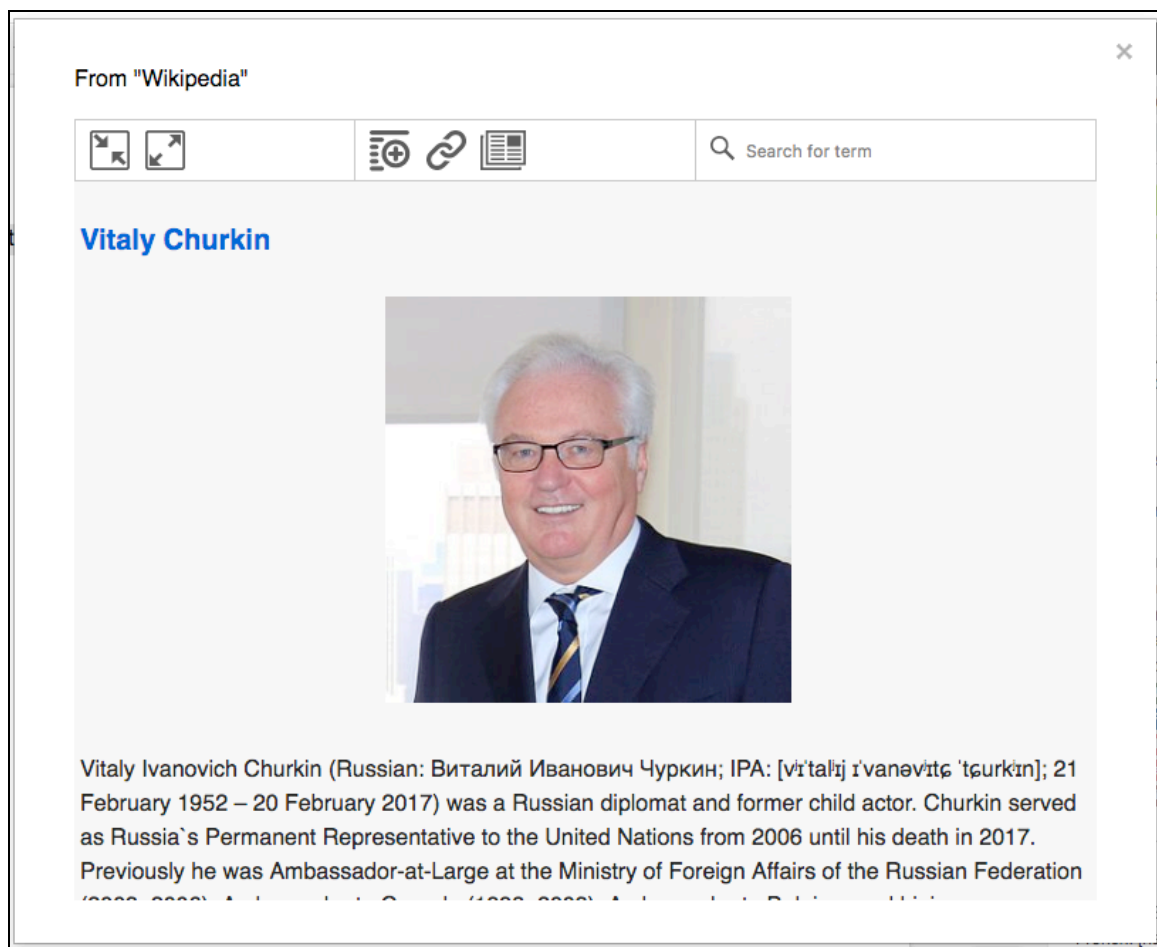 From "Wikipedia"
×
Search for term
Vitaly Churkin
Vitaly Ivanovich Churkin (Russian: Виталий Иванович Чуркин; IPA: [vʲɪˈtalʲɪj ɪˈvanəvʲɪtɕ ˈtɕurkʲɪn]; 21
February 1952 – 20 February 2017) was a Russian diplomat and former child actor. Churkin served
as Russia`s Permanent Representative to the United Nations from 2006 until his death in 2017.
Previously he was Ambassador-at-Large at the Ministry of Foreign Affairs of the Russian Federation